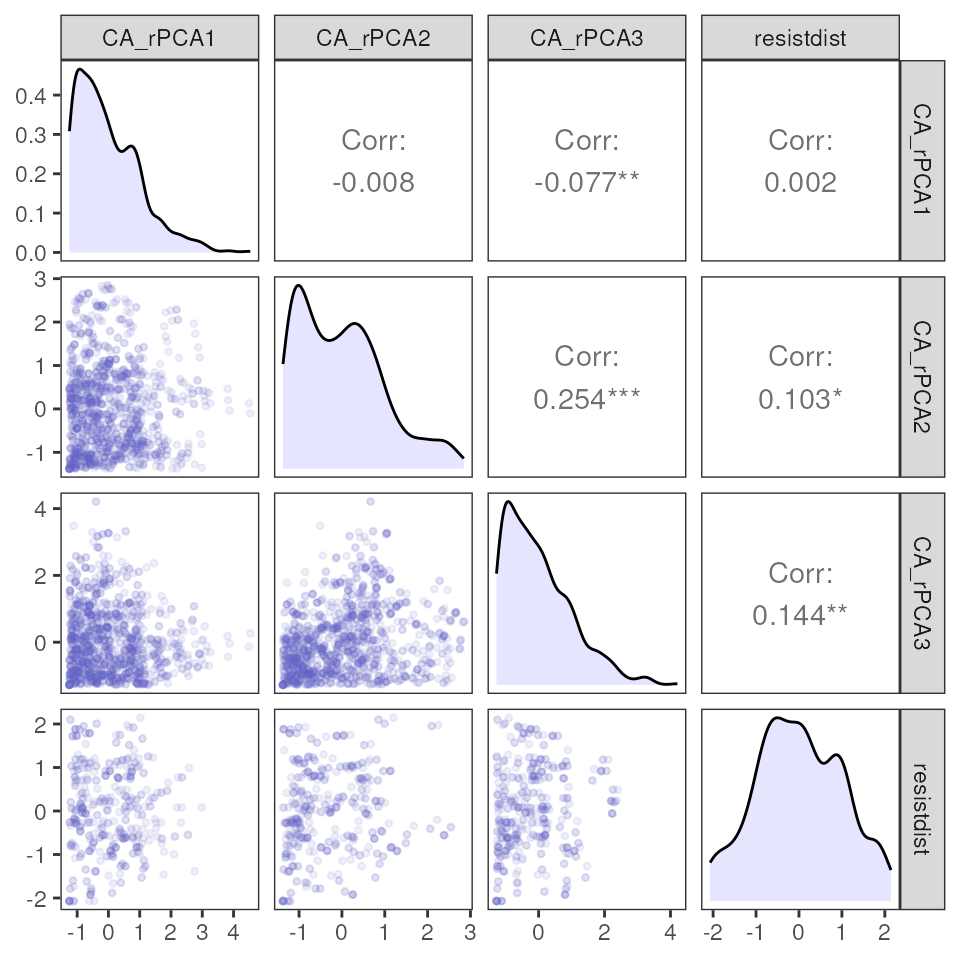 CA_rPCA1 CA_rPCA2 CA_rPCA3 resistdist
0.4
0.3
0.2
0.1
0.0
Corr:
-0.008
Corr:
-0.077**
Corr:
0.002
CA_rPCA1
3
2
1
0
-1
Corr:
0.254***
Corr:
0.103*
CA_rPCA2
4
2
0
Corr:
0.144**
CA_rPCA3
2
1
0
-1
-2
resistdist
-1 0 1 2 3 4
-1 0 1 2 3
0 2 4
-2 -1 0 1 2